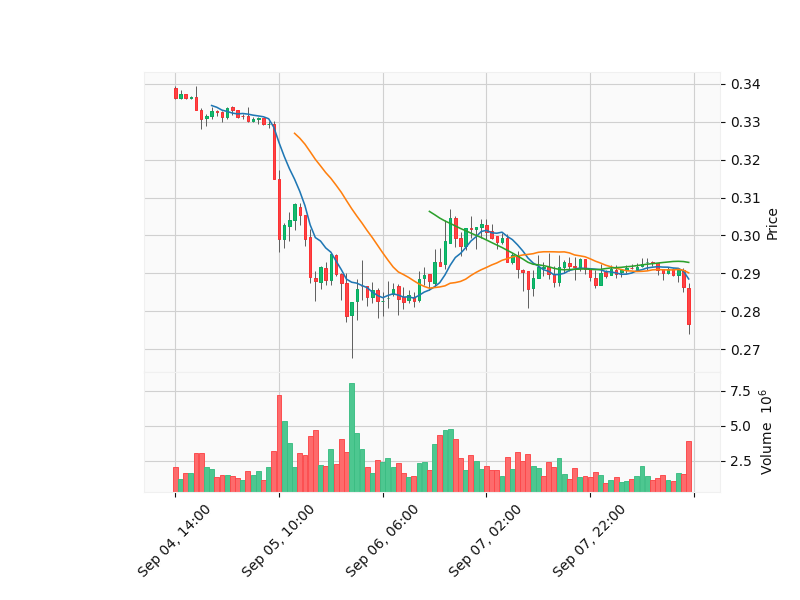 0.34
0.33
0.32
0.31
0.30
0.29
0.28
0.27
Price
7.5
5.0
2.5
Volume 10^6
Sep 04, 14:00
Sep 05, 10:00
Sep 06, 06:00
Sep 07, 02:00
Sep 07, 22:00